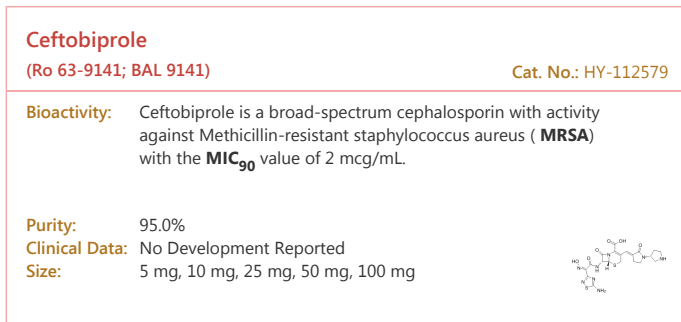 Ceftobiprole
(Ro 63-9141; BAL 9141)
Cat. No.: HY-112579
Bioactivity: Ceftobiprole is a broad-spectrum cephalosporin with activity
against Methicillin-resistant staphylococcus aureus ( MRSA)
with the MIC90 value of 2 mcg/mL.
Purity: 95.0%
Clinical Data: No Development Reported
Size: 5 mg, 10 mg, 25 mg, 50 mg, 100 mg